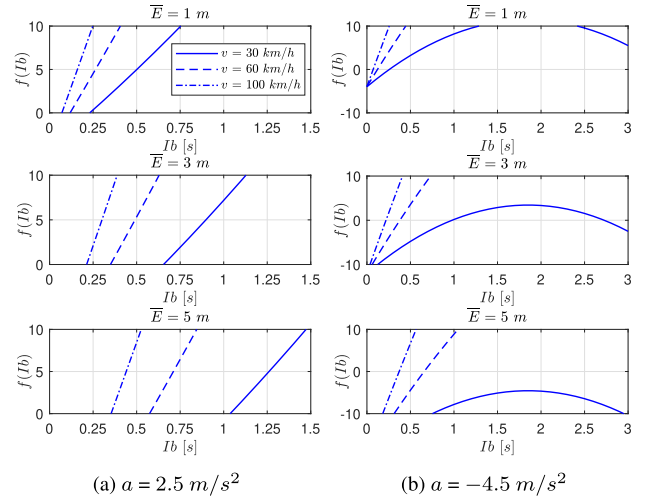 E̅ = 1 m
f(Ib)
10
5
0
0 0.25 0.5 0.75 1 1.25 1.5
Ib [s]
v = 30 km/h
v = 60 km/h
v = 100 km/h
E̅ = 3 m
f(Ib)
10
5
0
0 0.25 0.5 0.75 1 1.25 1.5
Ib [s]
E̅ = 5 m
f(Ib)
10
5
0
0 0.25 0.5 0.75 1 1.25 1.5
Ib [s]
(a) a = 2.5 m/s²
E̅ = 1 m
f(Ib)
10
0
-10
0 0.5 1 1.5 2 2.5 3
Ib [s]
E̅ = 3 m
f(Ib)
10
0
-10
0 0.5 1 1.5 2 2.5 3
Ib [s]
E̅ = 5 m
f(Ib)
10
0
-10
0 0.5 1 1.5 2 2.5 3
Ib [s]
(b) a = −4.5 m/s²